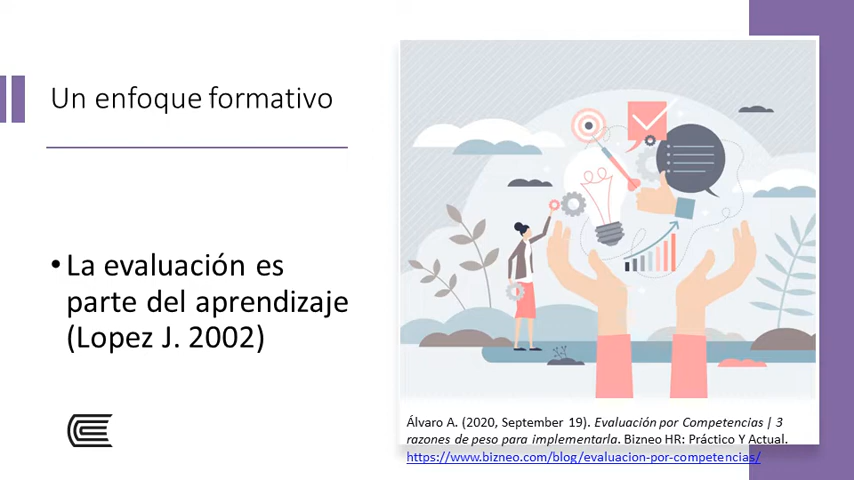 Un enfoque formativo
•La evaluación es
parte del aprendizaje
(Lopez J. 2002)
Álvaro A. (2020, September 19). Evaluación por Competencias | 3
razones de peso para implementarla. Bizneo HR: Práctico Y Actual.
https://www.bizneo.com/blog/evaluacion-por-competencias/